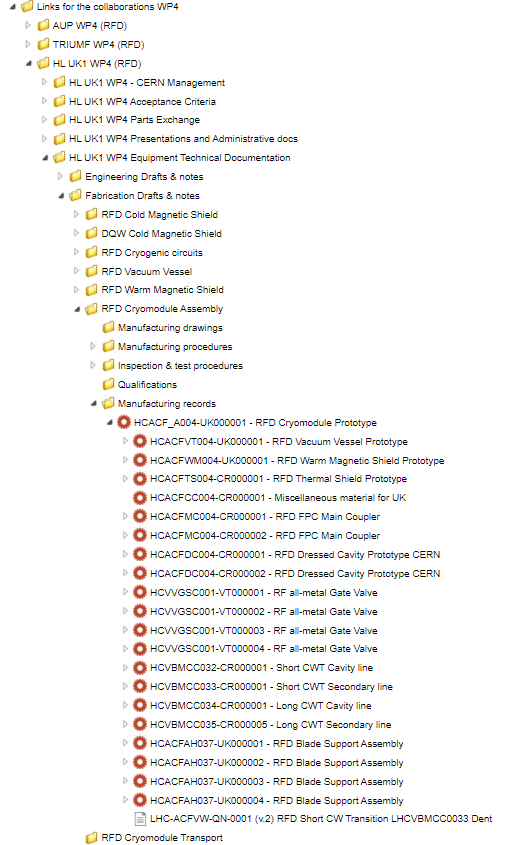 Links for the collaborations WP4
AUP WP4 (RFD)
TRIUMF WP4 (RFD)
HL UK1 WP4 (RFD)
HL UK1 WP4 - CERN Management
HL UK1 WP4 Acceptance Criteria
HL UK1 WP4 Parts Exchange
HL UK1 WP4 Presentations and Administrative docs
HL UK1 WP4 Equipment Technical Documentation
Engineering Drafts & notes
Fabrication Drafts & notes
RFD Cold Magnetic Shield
DQW Cold Magnetic Shield
RFD Cryogenic circuits
RFD Vacuum Vessel
RFD Warm Magnetic Shield
RFD Cryomodule Assembly
Manufacturing drawings
Manufacturing procedures
Inspection & test procedures
Qualifications
Manufacturing records
HCACF_A004-UK000001 - RFD Cryomodule Prototype
HCACFVT004-UK000001 - RFD Vacuum Vessel Prototype
HCACFWM004-UK000001 - RFD Warm Magnetic Shield Prototype
HCACFTS004-CR000001 - RFD Thermal Shield Prototype
HCACFCC004-CR000001 - Miscellaneous material for UK
HCACFMC004-CR000001 - RFD FPC Main Coupler
HCACFMC004-CR000002 - RFD FPC Main Coupler
HCACFDC004-CR000001 - RFD Dressed Cavity Prototype CERN
HCACFDC004-CR000002 - RFD Dressed Cavity Prototype CERN
HCVVGSC001-VT000001 - RF all-metal Gate Valve
HCVVGSC001-VT000002 - RF all-metal Gate Valve
HCVVGSC001-VT000003 - RF all-metal Gate Valve
HCVVGSC001-VT000004 - RF all-metal Gate Valve
HCVBMCC032-CR000001 - Short CWT Cavity line
HCVBMCC033-CR000001 - Short CWT Secondary line
HCVBMCC034-CR000001 - Long CWT Cavity line
HCVBMCC035-CR000005 - Long CWT Secondary line
HCACFAH037-UK000001 - RFD Blade Support Assembly
HCACFAH037-UK000002 - RFD Blade Support Assembly
HCACFAH037-UK000003 - RFD Blade Support Assembly
HCACFAH037-UK000004 - RFD Blade Support Assembly
LHC-ACFVW-QN-0001 (v.2) RFD Short CW Transition LHCVBMCC0033 Dent
RFD Cryomodule Transport